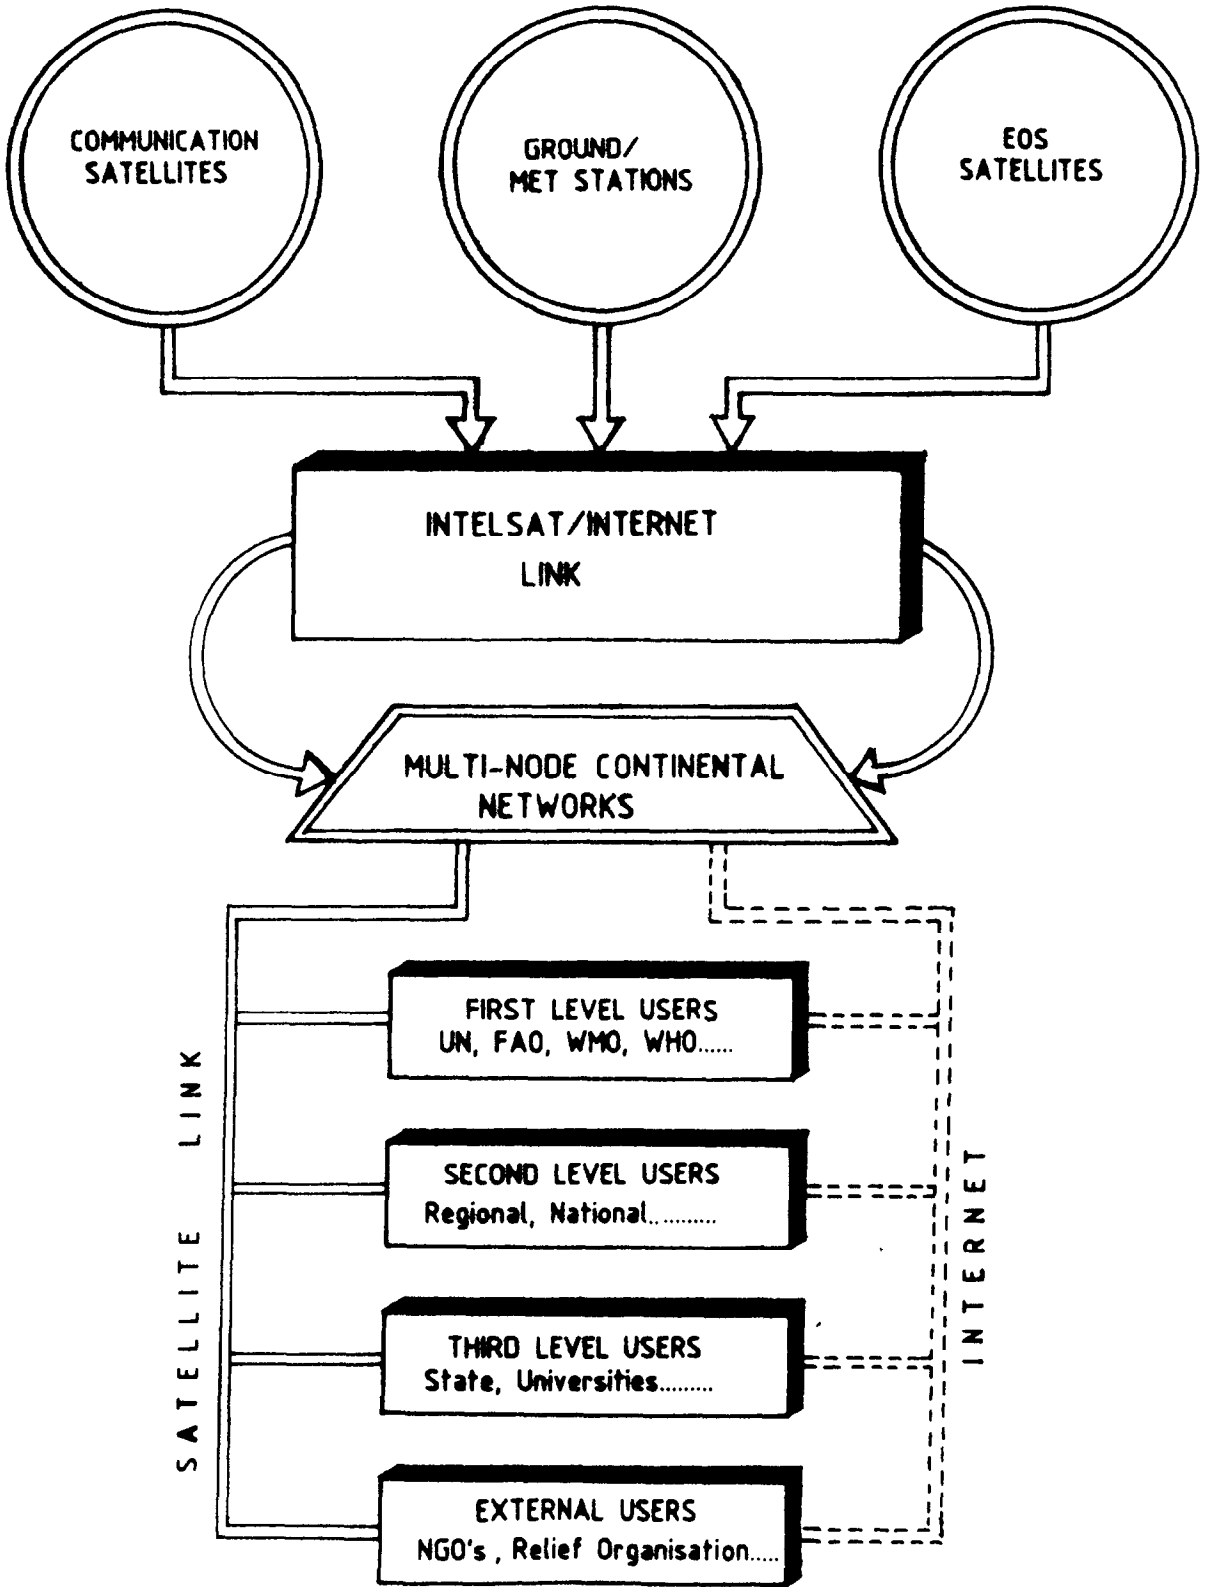 COMMUNICATION
SATELLITES
GROUND/
MET STATIONS
EOS
SATELLITES
INTELSAT/INTERNET
LINK
MULTI-NODE CONTINENTAL
NETWORKS
FIRST LEVEL USERS
UN, FAO, WMO, WHO......
SECOND LEVEL USERS
Regional, National...........
THIRD LEVEL USERS
State, Universities.........
EXTERNAL USERS
NGO's, Relief Organisation.....
SATELLITE LINK
INTERNET